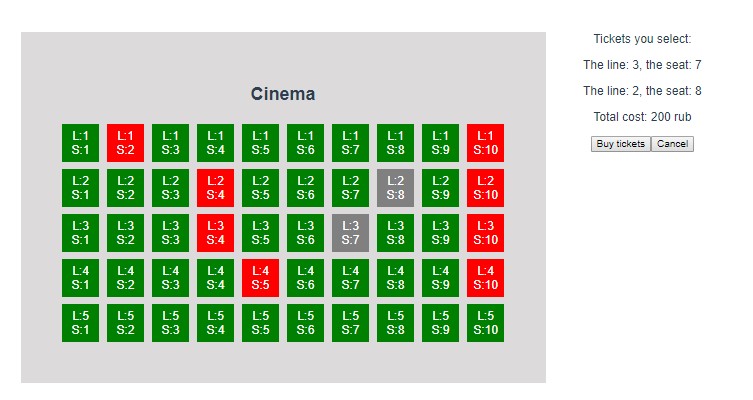 Cinema
L:1 L:1 L:1 L:1 L:1 L:1 L:1 L:1 L:1 L:1
S:1 S:2 S:3 S:4 S:5 S:6 S:7 S:8 S:9 S:10
L:2 L:2 L:2 L:2 L:2 L:2 L:2 L:2 L:2 L:2
S:1 S:2 S:3 S:4 S:5 S:6 S:7 S:8 S:9 S:10
L:3 L:3 L:3 L:3 L:3 L:3 L:3 L:3 L:3 L:3
S:1 S:2 S:3 S:4 S:5 S:6 S:7 S:8 S:9 S:10
L:4 L:4 L:4 L:4 L:4 L:4 L:4 L:4 L:4 L:4
S:1 S:2 S:3 S:4 S:5 S:6 S:7 S:8 S:9 S:10
L:5 L:5 L:5 L:5 L:5 L:5 L:5 L:5 L:5 L:5
S:1 S:2 S:3 S:4 S:5 S:6 S:7 S:8 S:9 S:10
Tickets you select:
The line: 3, the seat: 7
The line: 2, the seat: 8
Total cost: 200 rub
Buy tickets Cancel